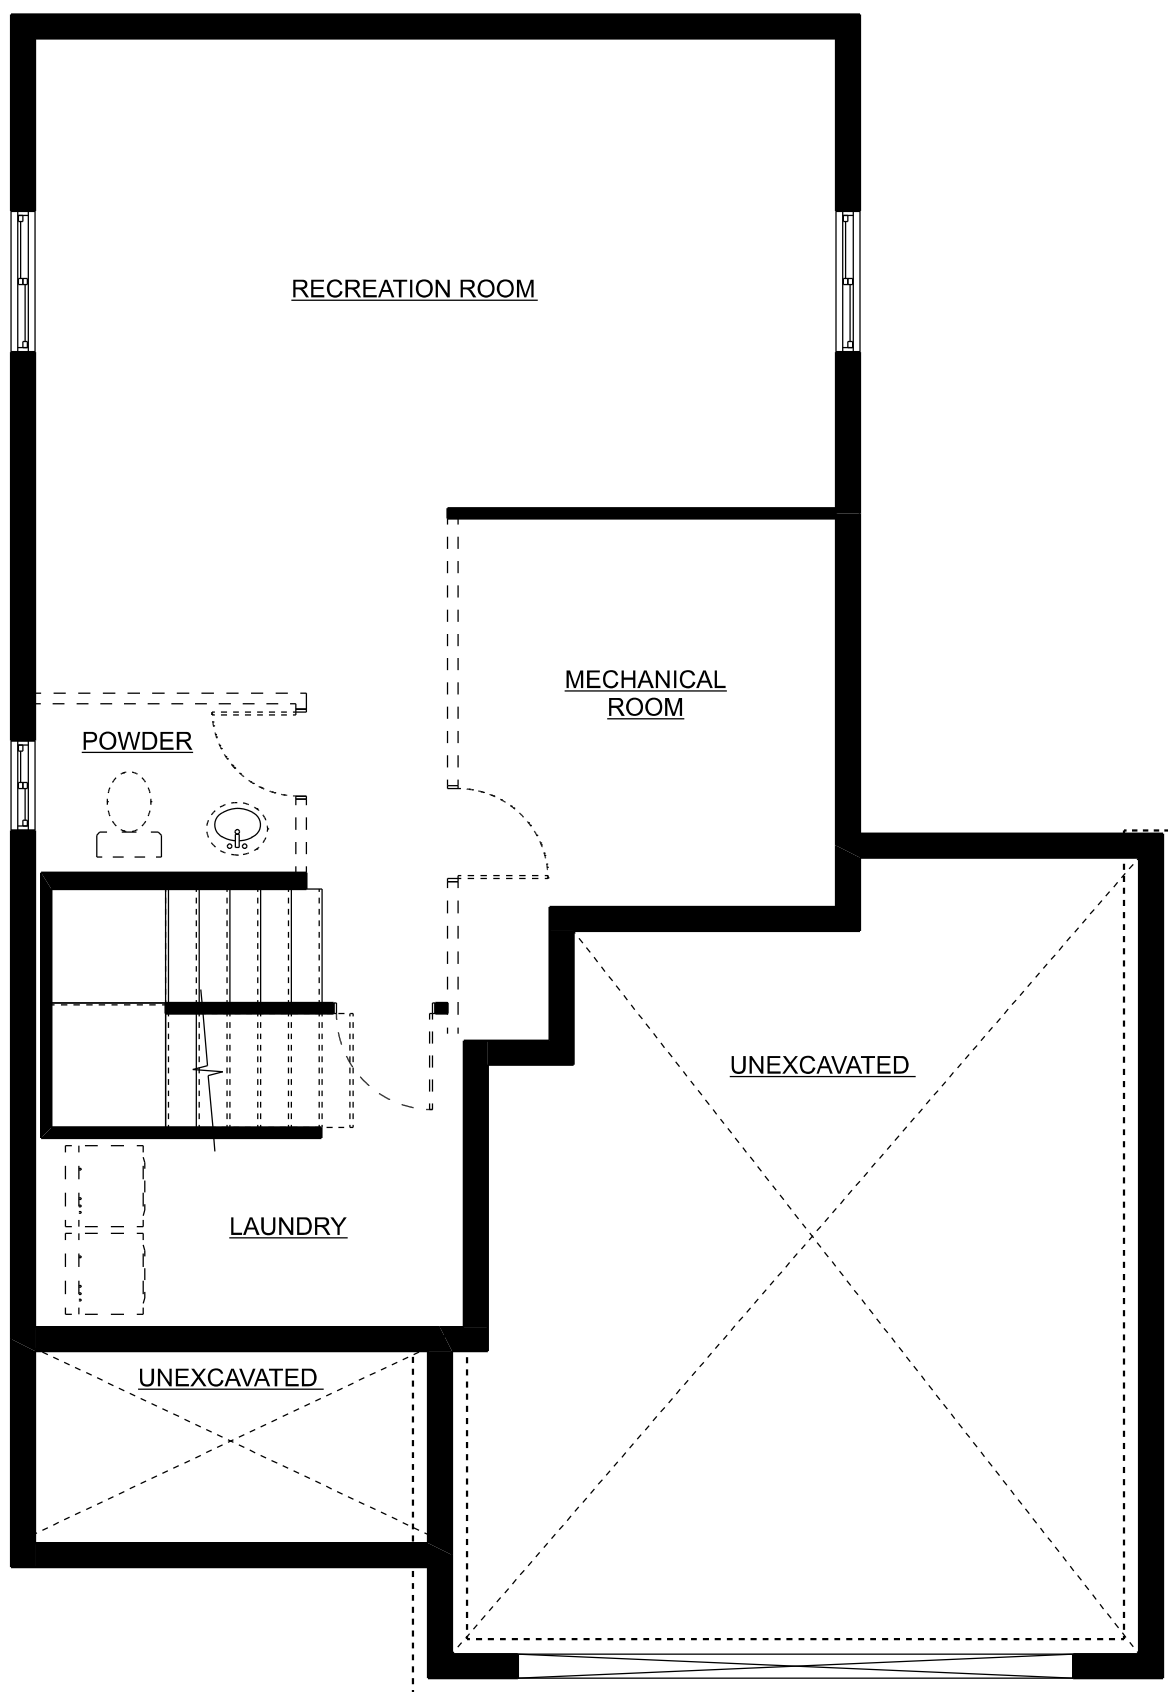 RECREATION ROOM
MECHANICAL
ROOM
POWDER
UNEXCAVATED
LAUNDRY
UNEXCAVATED